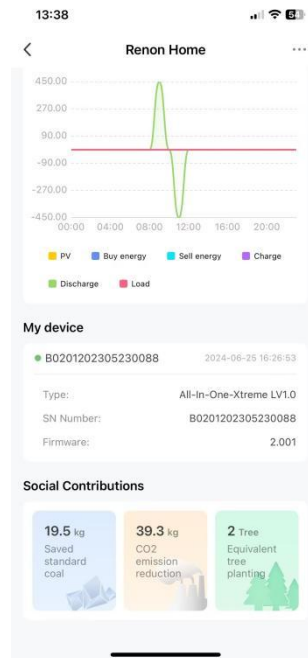 13:38
54
Renon Home
450.00
270.00
90.00
-90.00
-270.00
-450.00
00:00 04:00 08:00 12:00 16:00 20:00
PV Buy energy Sell energy Charge
Discharge Load
My device
B0201202305230088 2024-06-25 16:26:53
Type: All-In-One-Xtreme LV1.0
SN Number: B0201202305230088
Firmware: 2.001
Social Contributions
19.5 kg 39.3 kg 2 Tree
Saved CO2 Equivalent
standard emission tree
coal reduction planting